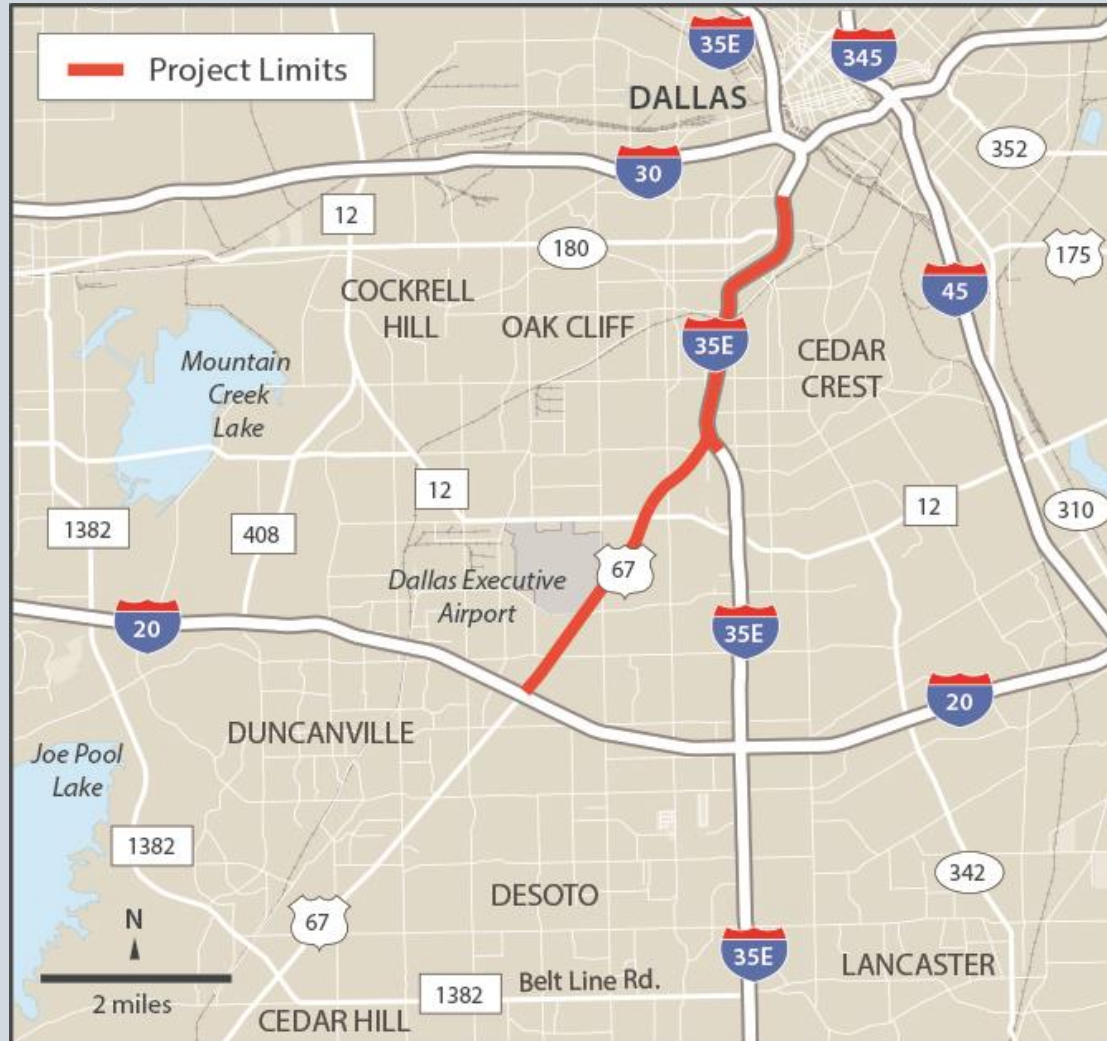 Project Limits
35E
345
DALLAS
352
30
12
180
175
45
COCKRELL
HILL
OAK CLIFF
35E
CEDAR
CREST
Mountain
Creek
Lake
12
12
310
1382
408
Dallas Executive
Airport
67
20
35E
20
DUNCANVILLE
Joe Pool
Lake
1382
342
DESOTO
N
67
35E
LANCASTER
2 miles
1382
Belt Line Rd.
CEDAR HILL